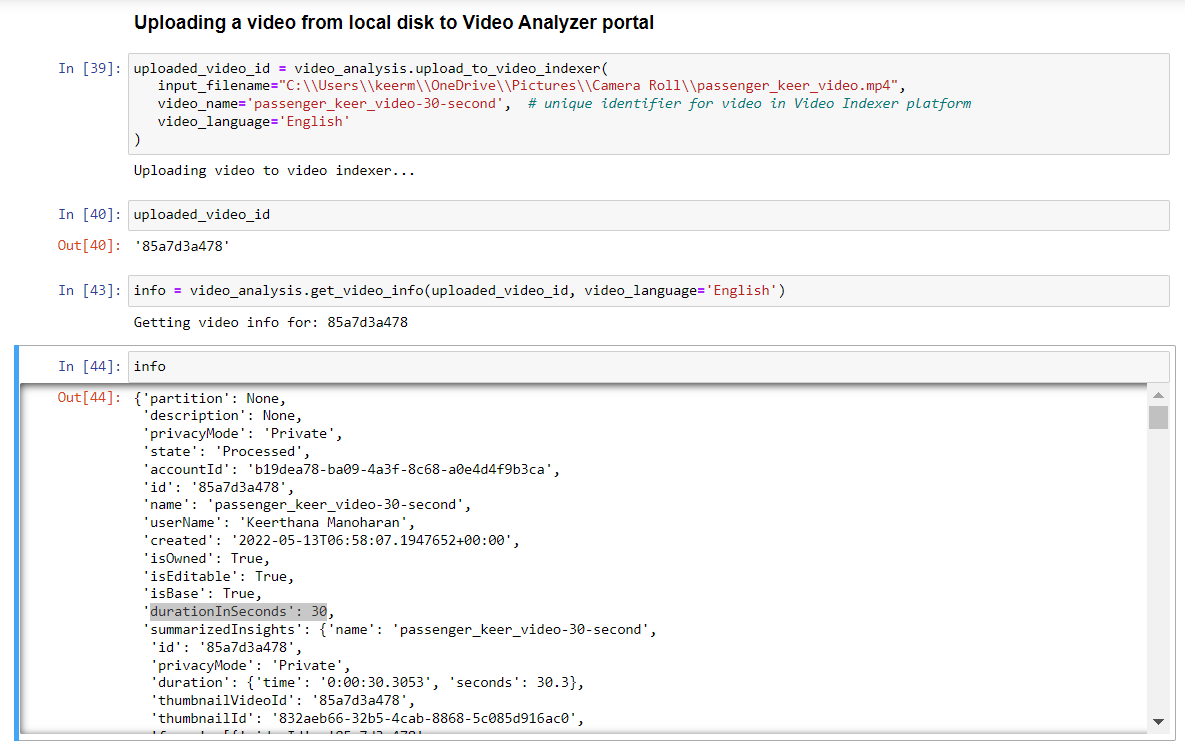 Uploading a video from local disk to Video Analyzer portal
In [39]: uploaded_video_id = video_analysis.upload_to_video_indexer(
input_filename="C:\\Users\\keerm\\OneDrive\\Pictures\\Camera Roll\\passenger_keer_video.mp4",
video_name='passenger_keer_video-30-second',  # unique identifier for video in Video Indexer platform
video_language='English'
)
Uploading video to video indexer...
In [40]: uploaded_video_id
Out[40]: '85a7d3a478'
In [43]: info = video_analysis.get_video_info(uploaded_video_id, video_language='English')
Getting video info for: 85a7d3a478
In [44]: info
Out[44]: {'partition': None,
'description': None,
'privacyMode': 'Private',
'state': 'Processed',
'accountId': 'b19dea78-ba09-4a3f-8c68-a0e4d4f9b3ca',
'id': '85a7d3a478',
'name': 'passenger_keer_video-30-second',
'userName': 'Keerthana Manoharan',
'created': '2022-05-13T06:58:07.1947652+00:00',
'isOwned': True,
'isEditable': True,
'isBase': True,
'durationInSeconds': 30,
'summarizedInsights': {'name': 'passenger_keer_video-30-second',
'id': '85a7d3a478',
'privacyMode': 'Private',
'duration': {'time': '0:00:30.3053', 'seconds': 30.3},
'thumbnailVideoId': '85a7d3a478',
'thumbnailId': '832aeb66-32b5-4cab-8868-5c085d916ac0',